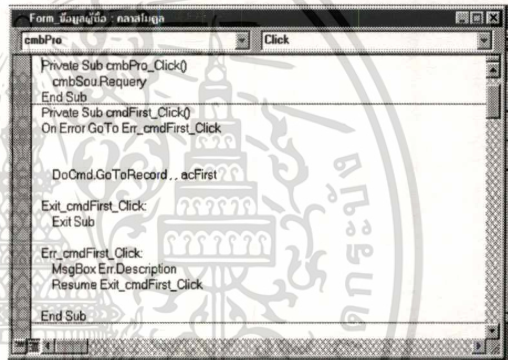 Form_ข้อมูลผู้ถือ : คลาสโมดูล
cmbPro Click
Private Sub cmbPro_Click()
cmbSou.Requery
End Sub
Private Sub cmdFirst_Click()
On Error GoTo Err_cmdFirst_Click
DoCmd.GoToRecord , , acFirst
Exit_cmdFirst_Click:
Exit Sub
Err_cmdFirst_Click:
MsgBox Err.Description
Resume Exit_cmdFirst_Click
End Sub